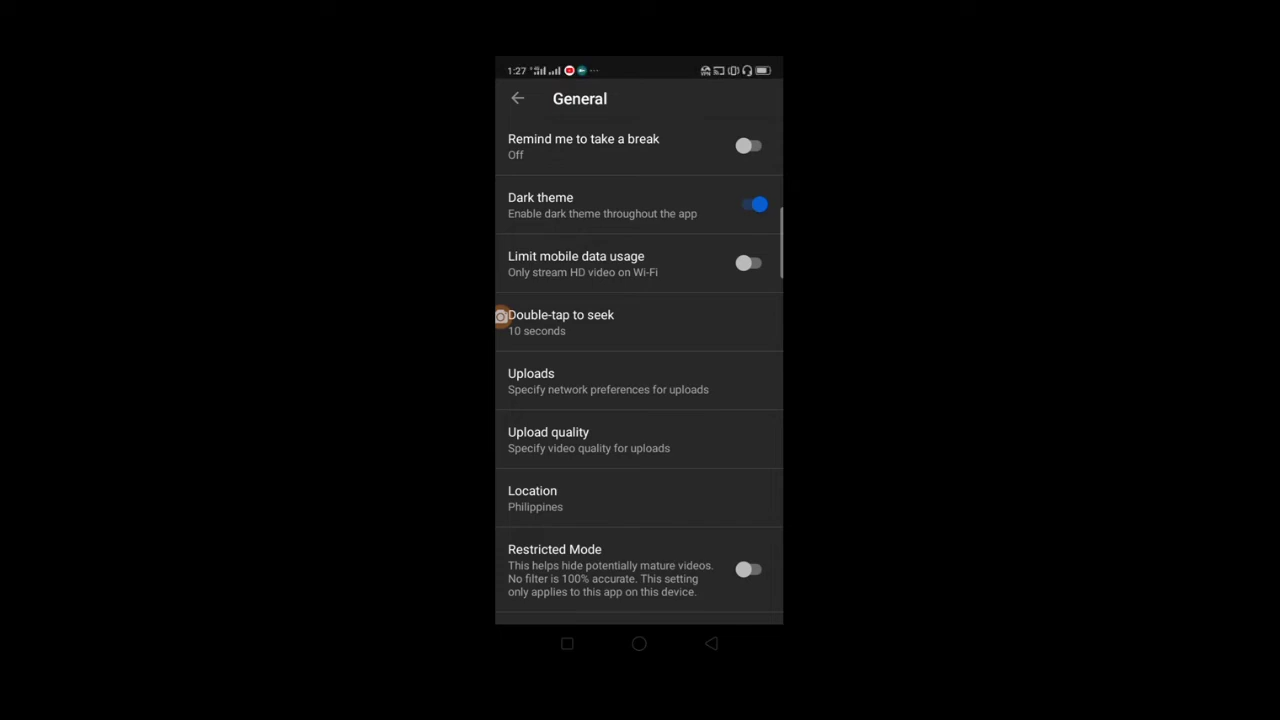 1:27
General
Remind me to take a break
Off
Dark theme
Enable dark theme throughout the app
Limit mobile data usage
Only stream HD video on Wi-Fi
Double-tap to seek
10 seconds
Uploads
Specify network preferences for uploads
Upload quality
Specify video quality for uploads
Location
Philippines
Restricted Mode
This helps hide potentially mature videos.
No filter is 100% accurate. This setting
only applies to this app on this device.